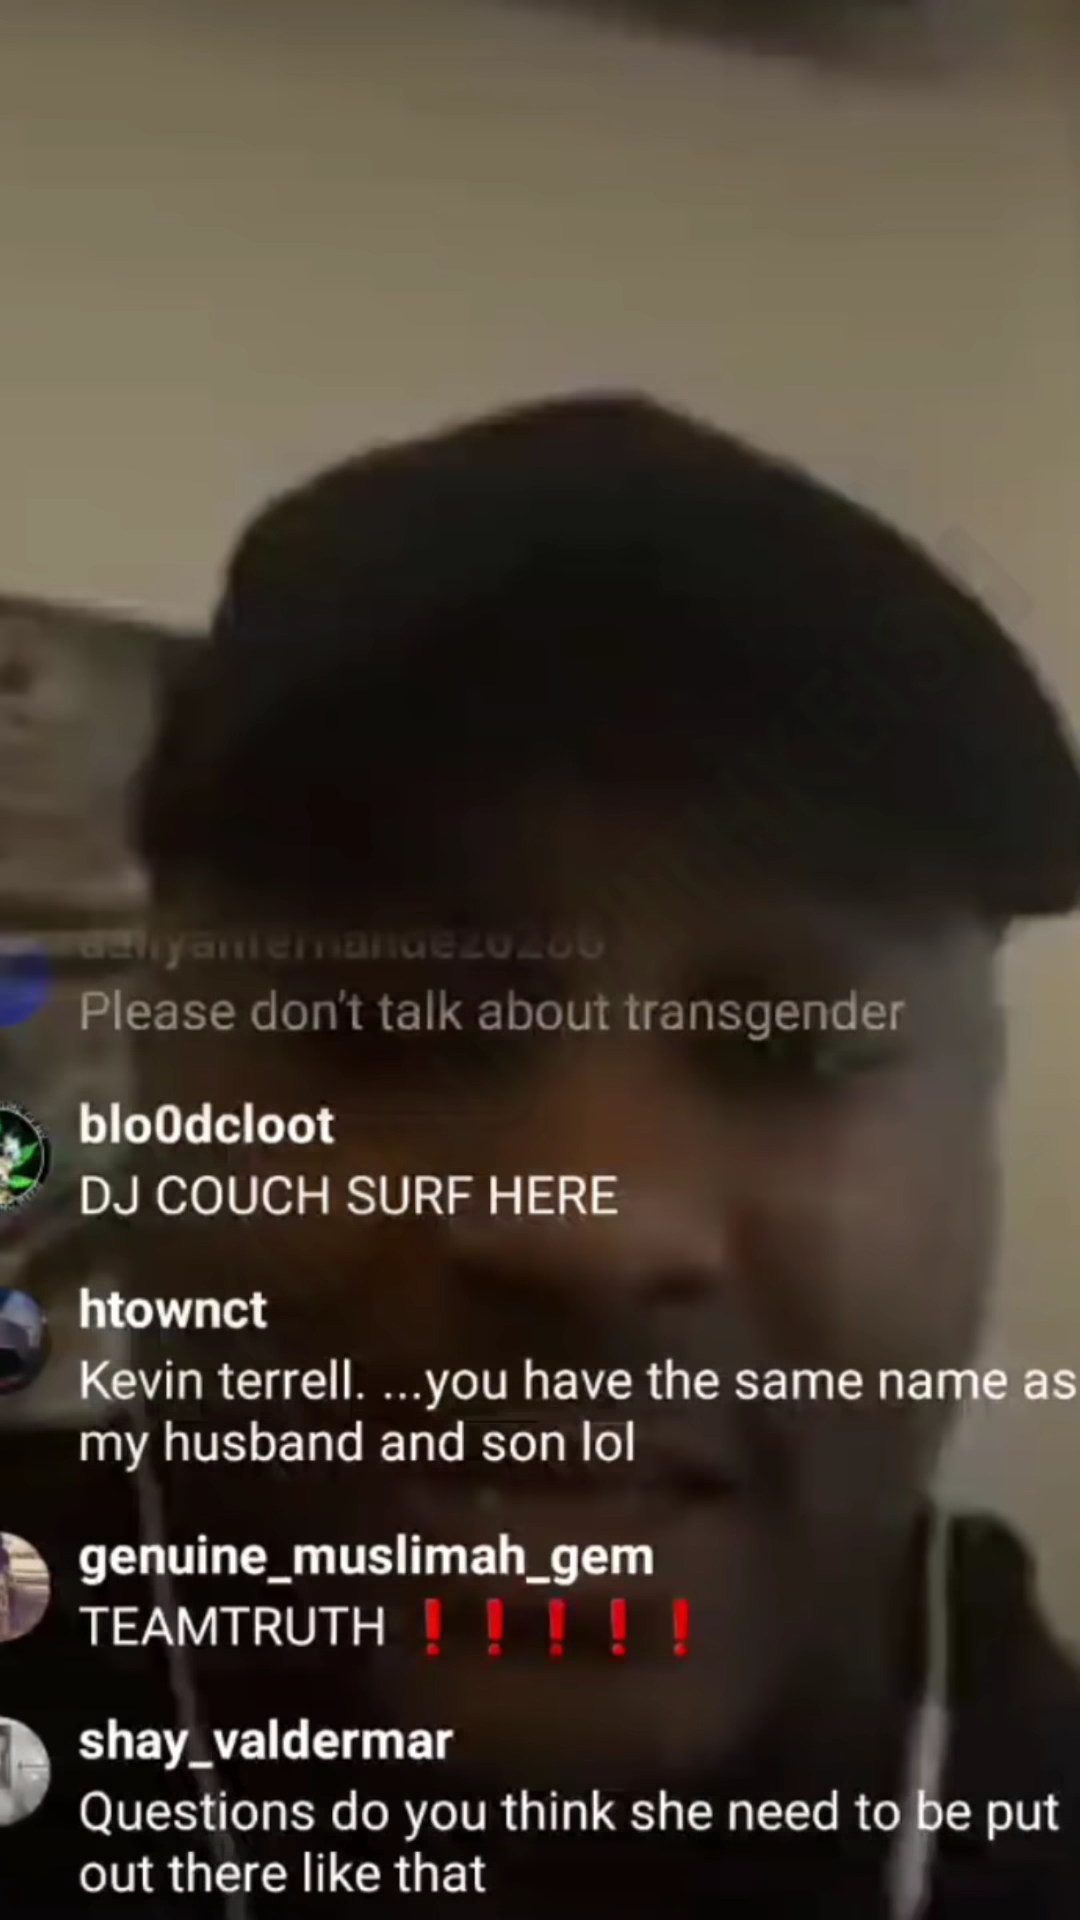 Please don't talk about transgender
blo0dcloot
DJ COUCH SURF HERE
htownct
Kevin terrell. ...you have the same name as
my husband and son lol
genuine_muslimah_gem
TEAMTRUTH ❗❗❗❗❗
shay_valdermar
Questions do you think she need to be put
out there like that